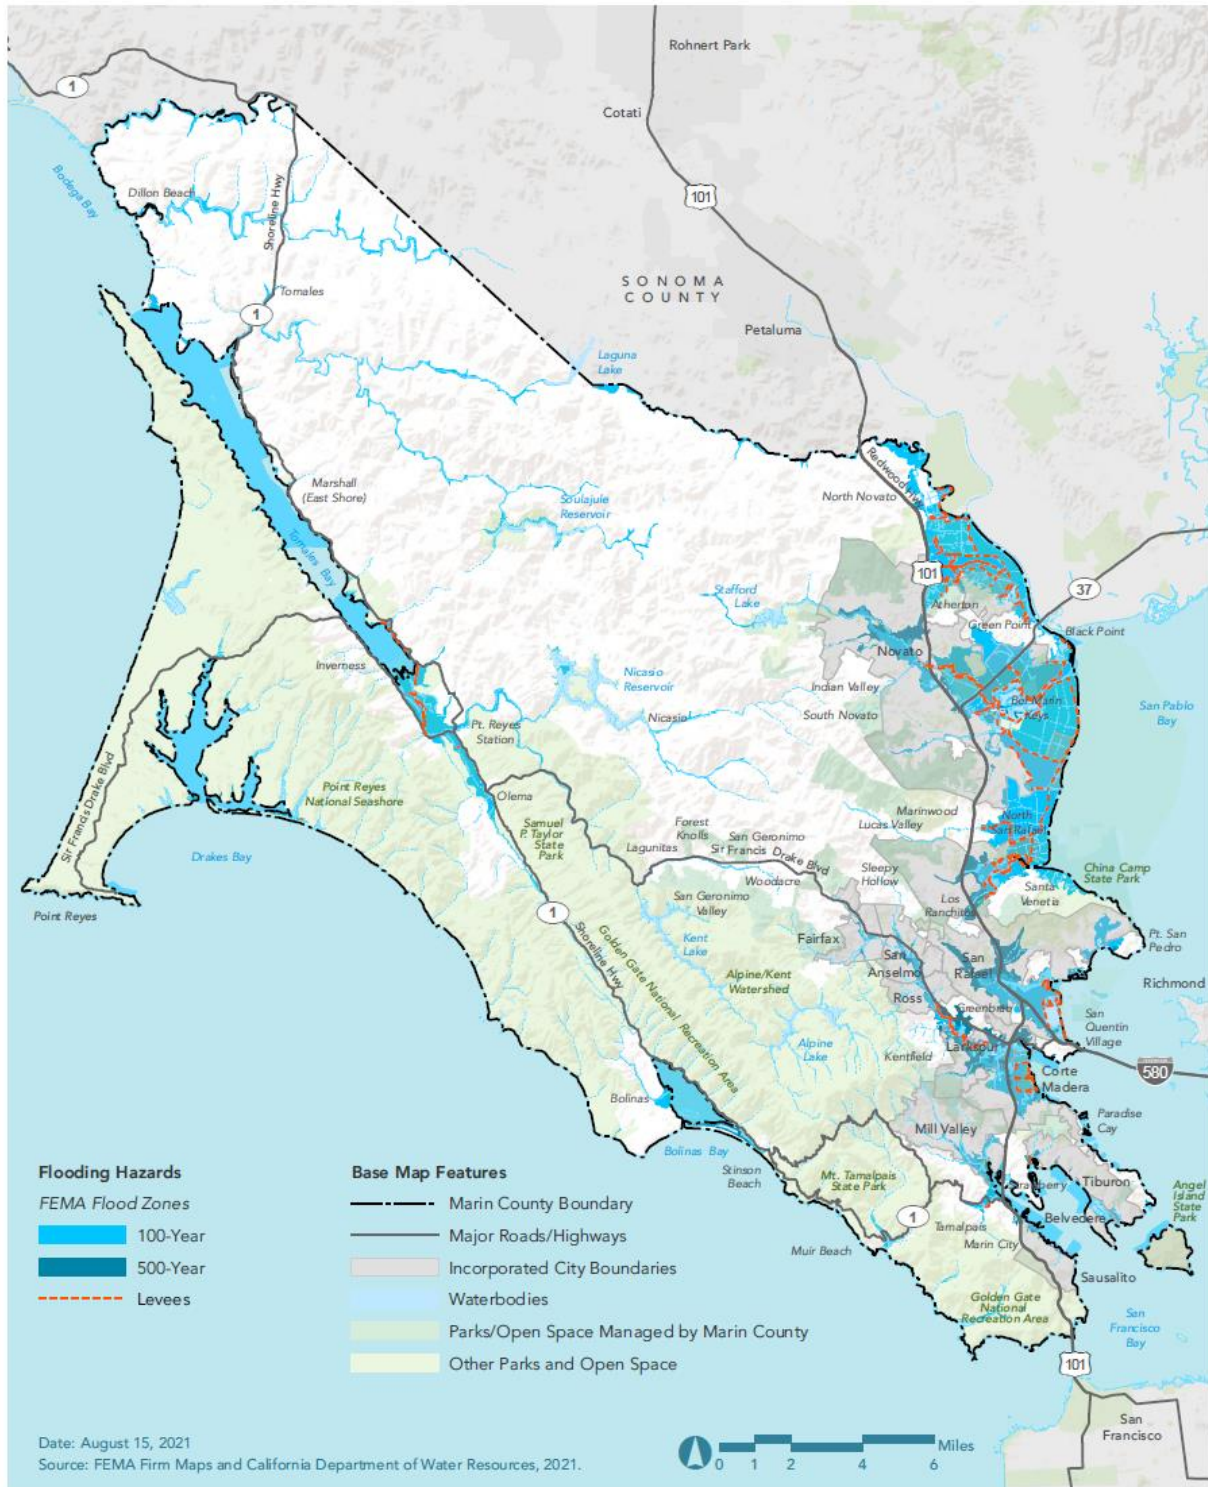 Rohnert Park
1
Cotati
Bodega Bay
Dillon Beach
Shoreline Hwy
101
SONOMA
COUNTY
Tomales
1
Petaluma
Laguna
Lake
Redwood Hwy
North Novato
Marshall
(East Shore)
Soulajule
Reservoir
Tomales Bay
101
37
Stafford
Lake
Atherton
Green Point
Black Point
Novato
Inverness
Nicasio
Reservoir
Indian Valley
Bel Marin
Keys
San Pablo
Bay
South Novato
Nicasio
Pt. Reyes
Station
Sir Francis Drake Blvd
Point Reyes
National Seashore
Olema
Samuel
P. Taylor
State
Park
Marinwood
Lucas Valley
North
San Rafael
Forest
Knolls
San Geronimo
Lagunitas
Sir Francis Drake Blvd
Drakes Bay
Woodacre
Sleepy
Hollow
China Camp
State Park
Santa
Venetia
Los
Ranchitos
San Geronimo
Valley
Point Reyes
1
Shoreline Hwy
Golden Gate National Recreation Area
Kent
Lake
Fairfax
Pt. San
Pedro
San
Anselmo
San
Rafael
Alpine/Kent
Watershed
Richmond
Ross
Greenbrae
San
Quentin
Village
Alpine
Lake
Kentfield
Larkspur
580
Corte
Madera
Bolinas
Paradise
Cay
Mill Valley
Bolinas Bay
Stinson
Beach
Mt. Tamalpais
State Park
Strawberry
Tiburon
Angel
Island
State
Park
1
Tamalpais
Belvedere
Muir Beach
Marin City
Sausalito
Golden Gate
National
Recreation Area
San
Francisco
Bay
101
San
Francisco
Flooding Hazards
FEMA Flood Zones
100-Year
500-Year
Levees
Base Map Features
Marin County Boundary
Major Roads/Highways
Incorporated City Boundaries
Waterbodies
Parks/Open Space Managed by Marin County
Other Parks and Open Space
Date: August 15, 2021
Source: FEMA Firm Maps and California Department of Water Resources, 2021.
0 1 2 4 6 Miles